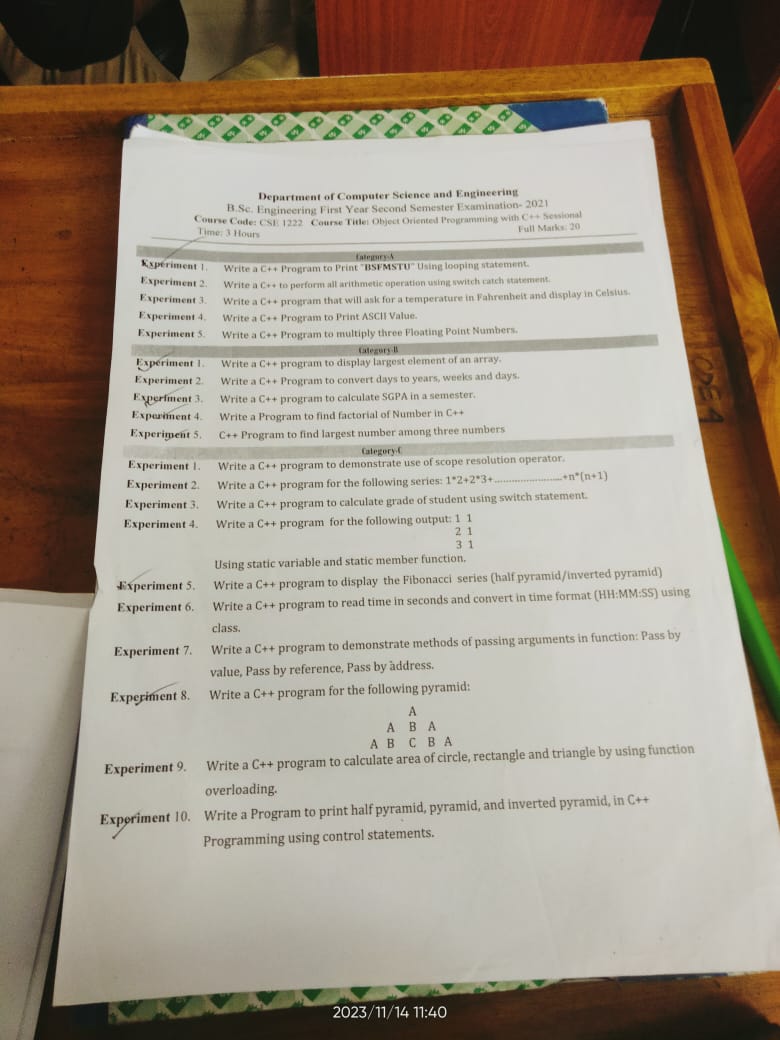 Department of Computer Science and Engineering
B.Sc. Engineering First Year Second Semester Examination- 2021
Course Code: CSE 1222 Course Title: Object Oriented Programming with C++ Sessional
Time: 3 Hours Full Marks: 20
Category-A
Experiment 1. Write a C++ Program to Print "BSFMSTU" Using looping statement.
Experiment 2. Write a C++ to perform all arithmetic operation using switch catch statement.
Experiment 3. Write a C++ program that will ask for a temperature in Fahrenheit and display in Celsius.
Experiment 4. Write a C++ Program to Print ASCII Value.
Experiment 5. Write a C++ Program to multiply three Floating Point Numbers.
Category-B
Experiment 1. Write a C++ program to display largest element of an array.
Experiment 2. Write a C++ Program to convert days to years, weeks and days.
Experiment 3. Write a C++ program to calculate SGPA in a semester.
Experiment 4. Write a Program to find factorial of Number in C++
Experiment 5. C++ Program to find largest number among three numbers
Category-C
Experiment 1. Write a C++ program to demonstrate use of scope resolution operator.
Experiment 2. Write a C++ program for the following series: 1*2+2*3+........................+n*(n+1)
Experiment 3. Write a C++ program to calculate grade of student using switch statement.
Experiment 4. Write a C++ program for the following output: 1 1
2 1
3 1
Using static variable and static member function.
Experiment 5. Write a C++ program to display the Fibonacci series (half pyramid/inverted pyramid)
Experiment 6. Write a C++ program to read time in seconds and convert in time format (HH:MM:SS) using
class.
Experiment 7. Write a C++ program to demonstrate methods of passing arguments in function: Pass by
value, Pass by reference, Pass by address.
Experiment 8. Write a C++ program for the following pyramid:
A
A B A
A B C B A
Experiment 9. Write a C++ program to calculate area of circle, rectangle and triangle by using function
overloading.
Experiment 10. Write a Program to print half pyramid, pyramid, and inverted pyramid, in C++
Programming using control statements.
2023/11/14 11:40